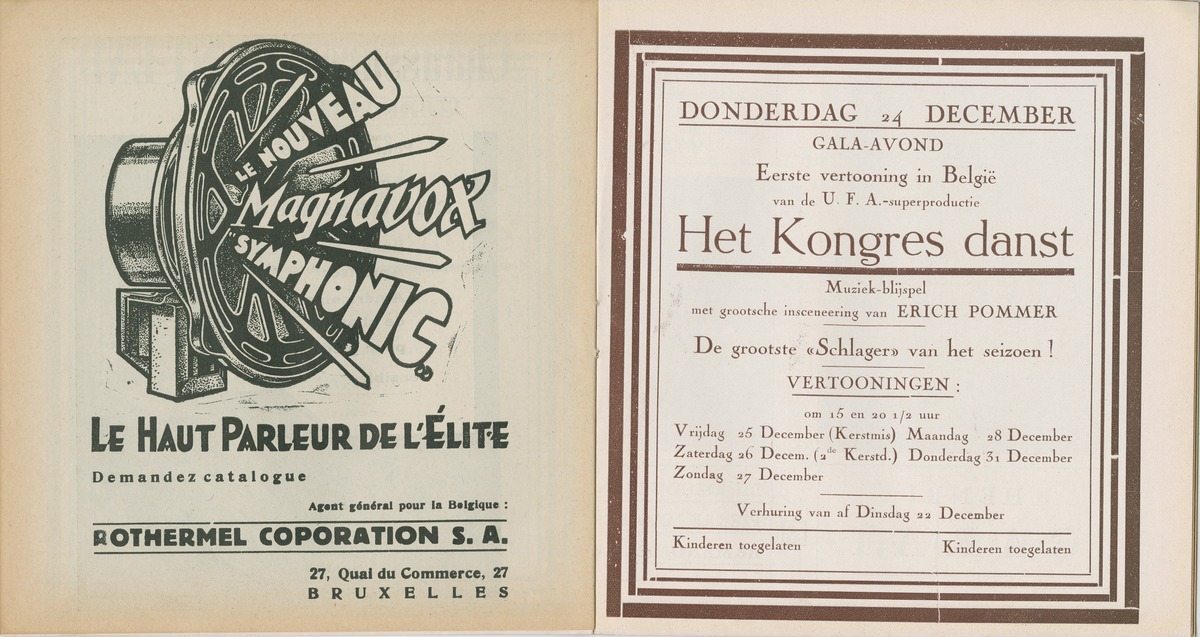 LE NOUVEAU
Magnavox
"SYMPHONIC"
LE HAUT PARLEUR DE L'ÉLITE
Demandez catalogue
Agent général pour la Belgique :
ROTHERMEL COPORATION S. A.
27, Quai du Commerce, 27
BRUXELLES
DONDERDAG 24 DECEMBER
GALA-AVOND
Eerste vertooning in België
van de U. F. A.-superproductie
Het Kongres danst
Muziek-blijspel
met grootsche insceneering van ERICH POMMER
De grootste «Schlager» van het seizoen !
VERTOONINGEN :
om 15 en 20 1/2 uur
Vrijdag 25 December (Kerstmis) Maandag 28 December
Zaterdag 26 Decem. (2de Kerstd.) Donderdag 31 December
Zondag 27 December
Verhuring van af Dinsdag 22 December
Kinderen toegelaten Kinderen toegelaten